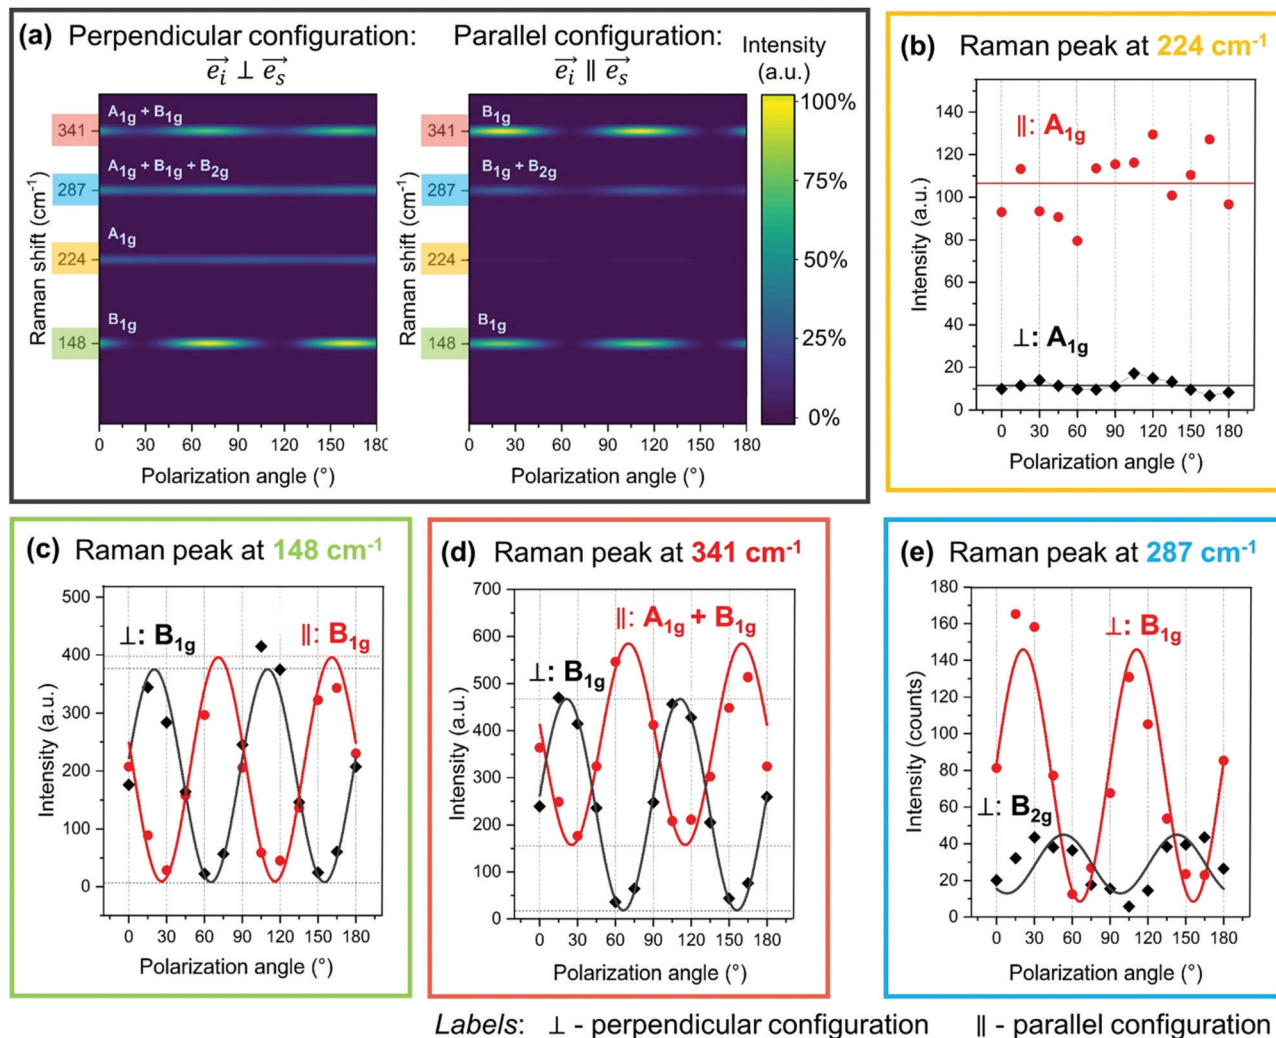 (a) Perpendicular configuration:
e⃗ᵢ ⊥ e⃗ₛ
Parallel configuration:
e⃗ᵢ ∥ e⃗ₛ
Intensity
(a.u.)
Raman shift (cm⁻¹)
341
287
224
148
A₁g + B₁g
A₁g + B₁g + B₂g
A₁g
B₁g
0 30 60 90 120 150 180
Polarization angle (°)
Raman shift (cm⁻¹)
341
287
224
148
B₁g
B₁g + B₂g
B₁g
0 30 60 90 120 150 180
Polarization angle (°)
100%
75%
50%
25%
0%
(b) Raman peak at 224 cm⁻¹
Intensity (a.u.)
140
120
100
80
60
40
20
0
∥: A₁g
⊥: A₁g
0 30 60 90 120 150 180
Polarization angle (°)
(c) Raman peak at 148 cm⁻¹
Intensity (a.u.)
500
400
300
200
100
0
⊥: B₁g
∥: B₁g
0 30 60 90 120 150 180
Polarization angle (°)
(d) Raman peak at 341 cm⁻¹
Intensity (a.u.)
700
600
500
400
300
200
100
0
∥: A₁g + B₁g
⊥: B₁g
0 30 60 90 120 150 180
Polarization angle (°)
(e) Raman peak at 287 cm⁻¹
Intensity (counts)
180
160
140
120
100
80
60
40
20
0
⊥: B₁g
⊥: B₂g
0 30 60 90 120 150 180
Polarization angle (°)
Labels: ⊥ - perpendicular configuration ∥ - parallel configuration